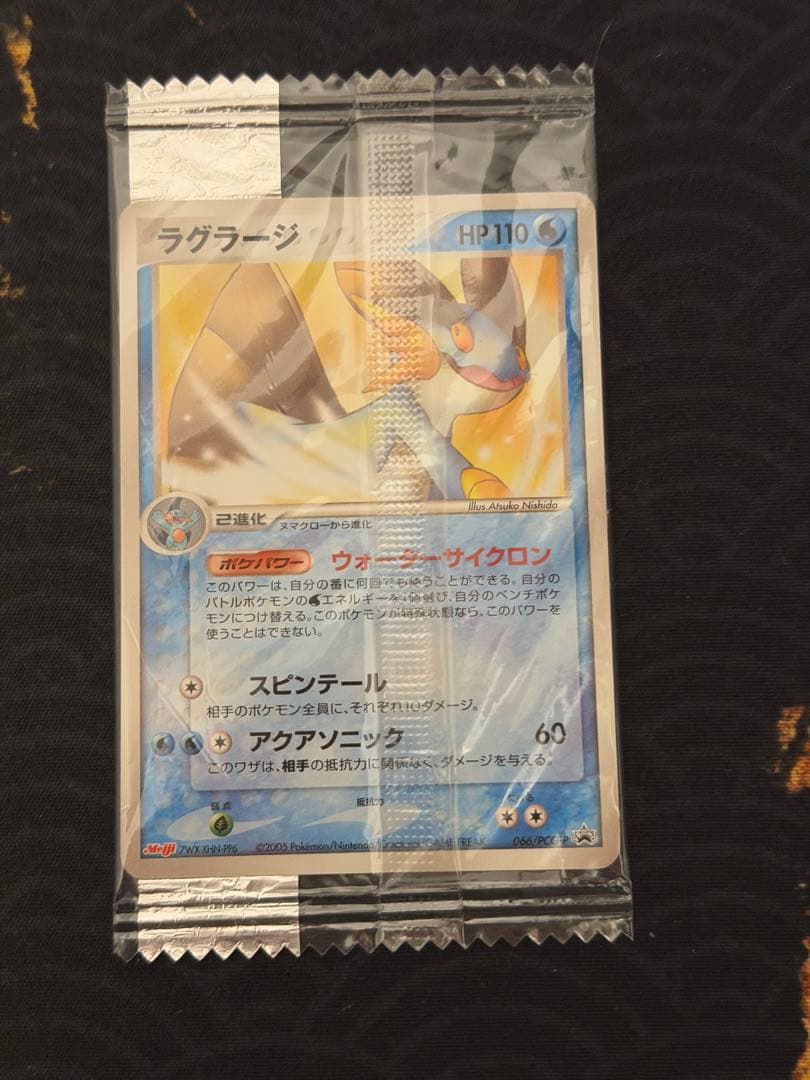 ラグラージ
HP110
Illus.Atsuko Nishida
2進化
ヌマクローから進化
ポケパワー ウォーターサイクロン
このパワーは、自分の番に何回でも使うことができる。自分の
バトルポケモンのエネルギーを1個選び、自分のベンチポケ
モンにつけ替える。このポケモンが特殊状態なら、このパワーを
使うことはできない。
スピンテール
相手のポケモン全員に、それぞれ10ダメージ。
アクアソニック 60
このワザは、相手の抵抗力に関係なく、ダメージを与える。
弱点 抵抗力 にげる
Meiji 7WX-XHN-PP6 ©2005 Pokémon/Nintendo/Creatures/GAME FREAK 066/PCG-P